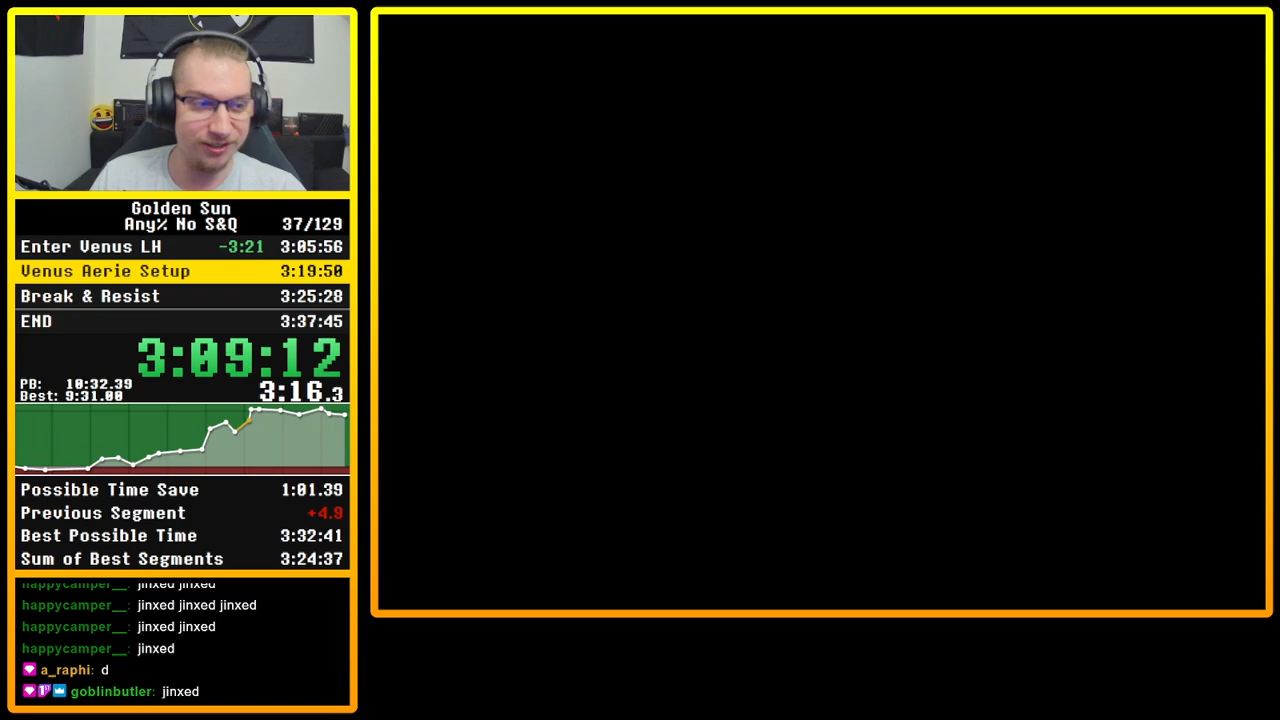 Golden Sun
Any% No S&Q 37/129
Enter Venus LH -3:21 3:05:56
Venus Aerie Setup 3:19:50
Break & Resist 3:25:28
END 3:37:45
3:09:12
PB: 10:32.39
Best: 9:31.00
3:16.3
Possible Time Save 1:01.39
Previous Segment +4.9
Best Possible Time 3:32:41
Sum of Best Segments 3:24:37
happycamper__: jinxed jinxed
happycamper__: jinxed jinxed jinxed
happycamper__: jinxed jinxed
happycamper__: jinxed
a_raphi: d
goblinbutler: jinxed